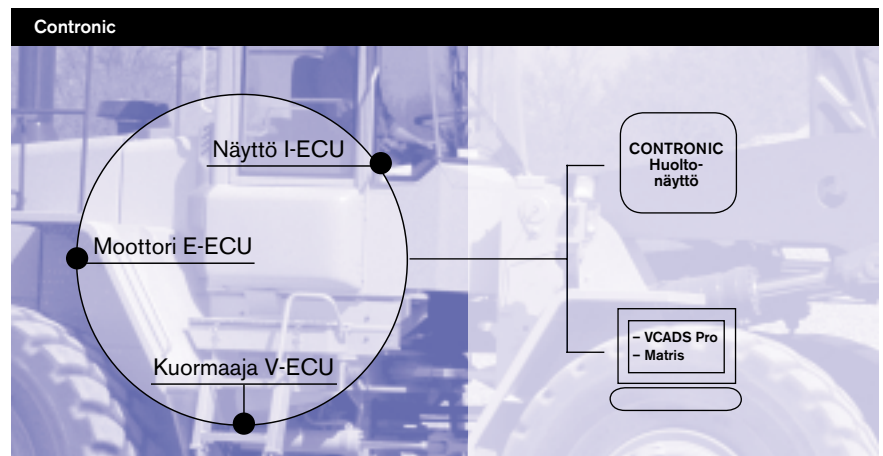 Contronic
Näyttö I-ECU
Moottori E-ECU
Kuormaaja V-ECU
CONTRONIC
Huolto-
näyttö
– VCADS Pro
– Matris